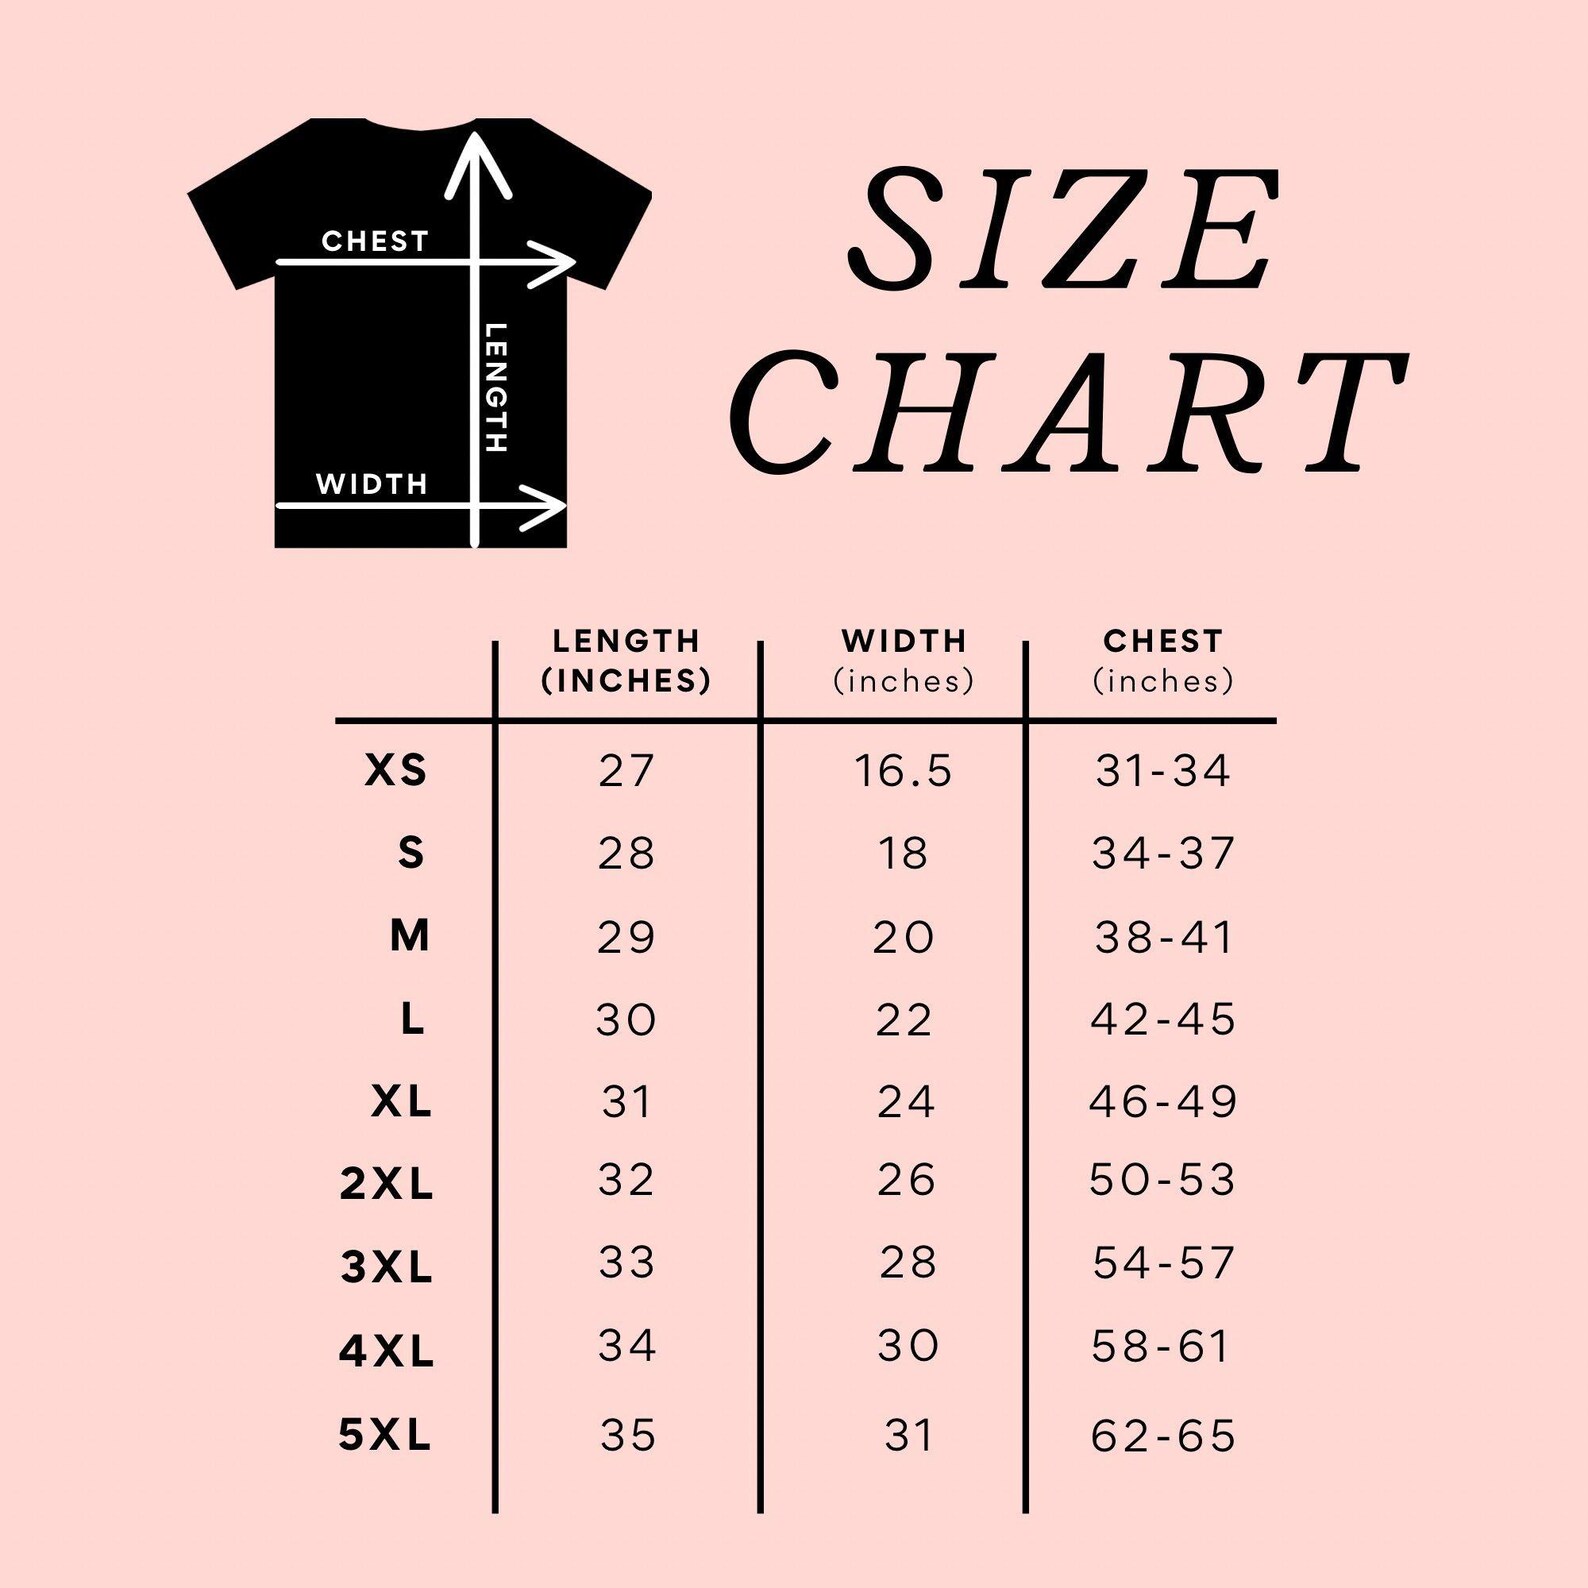 SIZE
CHART
CHEST
LENGTH
WIDTH
LENGTH WIDTH CHEST
(INCHES) (inches) (inches)
XS 27 16.5 31-34
S 28 18 34-37
M 29 20 38-41
L 30 22 42-45
XL 31 24 46-49
2XL 32 26 50-53
3XL 33 28 54-57
4XL 34 30 58-61
5XL 35 31 62-65